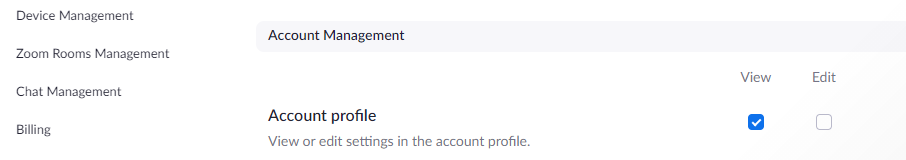 Device Management
Zoom Rooms Management
Chat Management
Billing
Account Management
View Edit
Account profile
View or edit settings in the account profile.